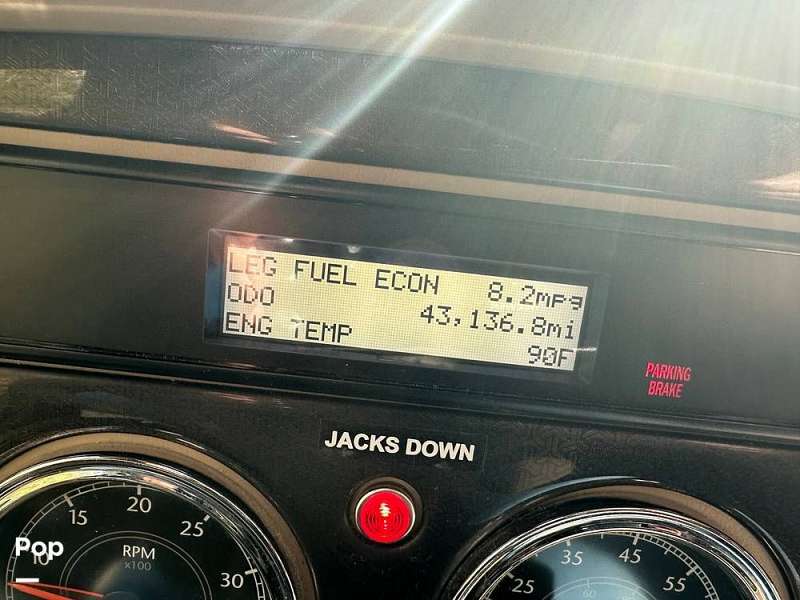 LEG FUEL ECON 8.2mpg
ODO 43,136.8mi
ENG TEMP 90F
PARKING
BRAKE
JACKS DOWN
10 15 20 25 30
RPM
x100
25 35 45 55
60
Pop